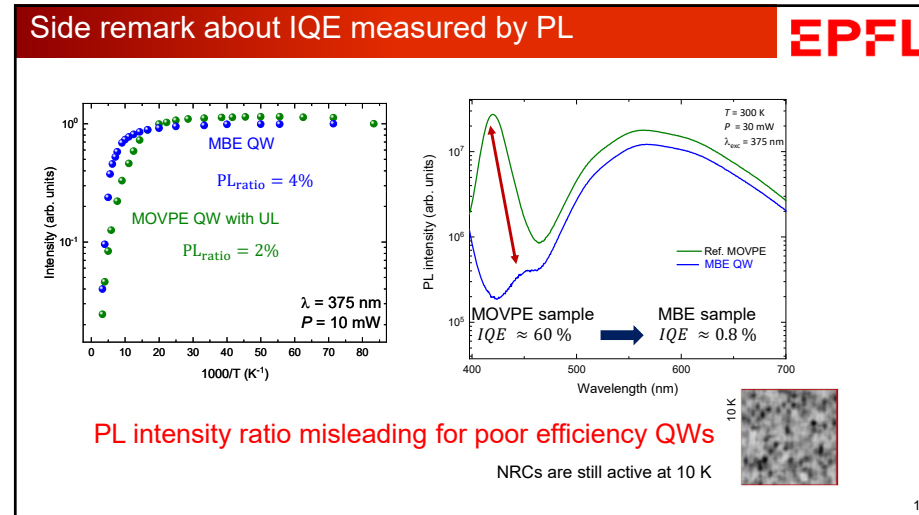 Side remark about IQE measured by PL
EPFL
Intensity (arb. units)
10⁰
10⁻¹
MBE QW
PL_ratio = 4%
MOVPE QW with UL
PL_ratio = 2%
λ = 375 nm
P = 10 mW
0 10 20 30 40 50 60 70 80
1000/T (K⁻¹)
PL intensity (arb. units)
10⁷
10⁶
10⁵
T = 300 K
P = 30 mW
λ_exc = 375 nm
Ref. MOVPE
MBE QW
MOVPE sample
IQE ≈ 60 %
MBE sample
IQE ≈ 0.8 %
400 500 600 700
Wavelength (nm)
10 K
PL intensity ratio misleading for poor efficiency QWs
NRCs are still active at 10 K